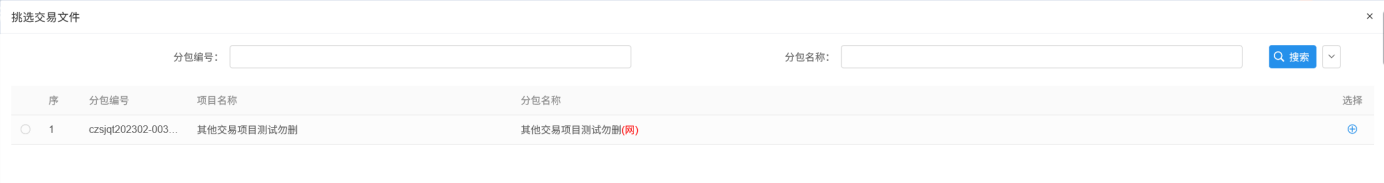 挑选交易文件 ×
分包编号： 分包名称： 搜索
序 分包编号 项目名称 分包名称 选择
1 czsjqt202302-003... 其他交易项目测试勿删 其他交易项目测试勿删(网)